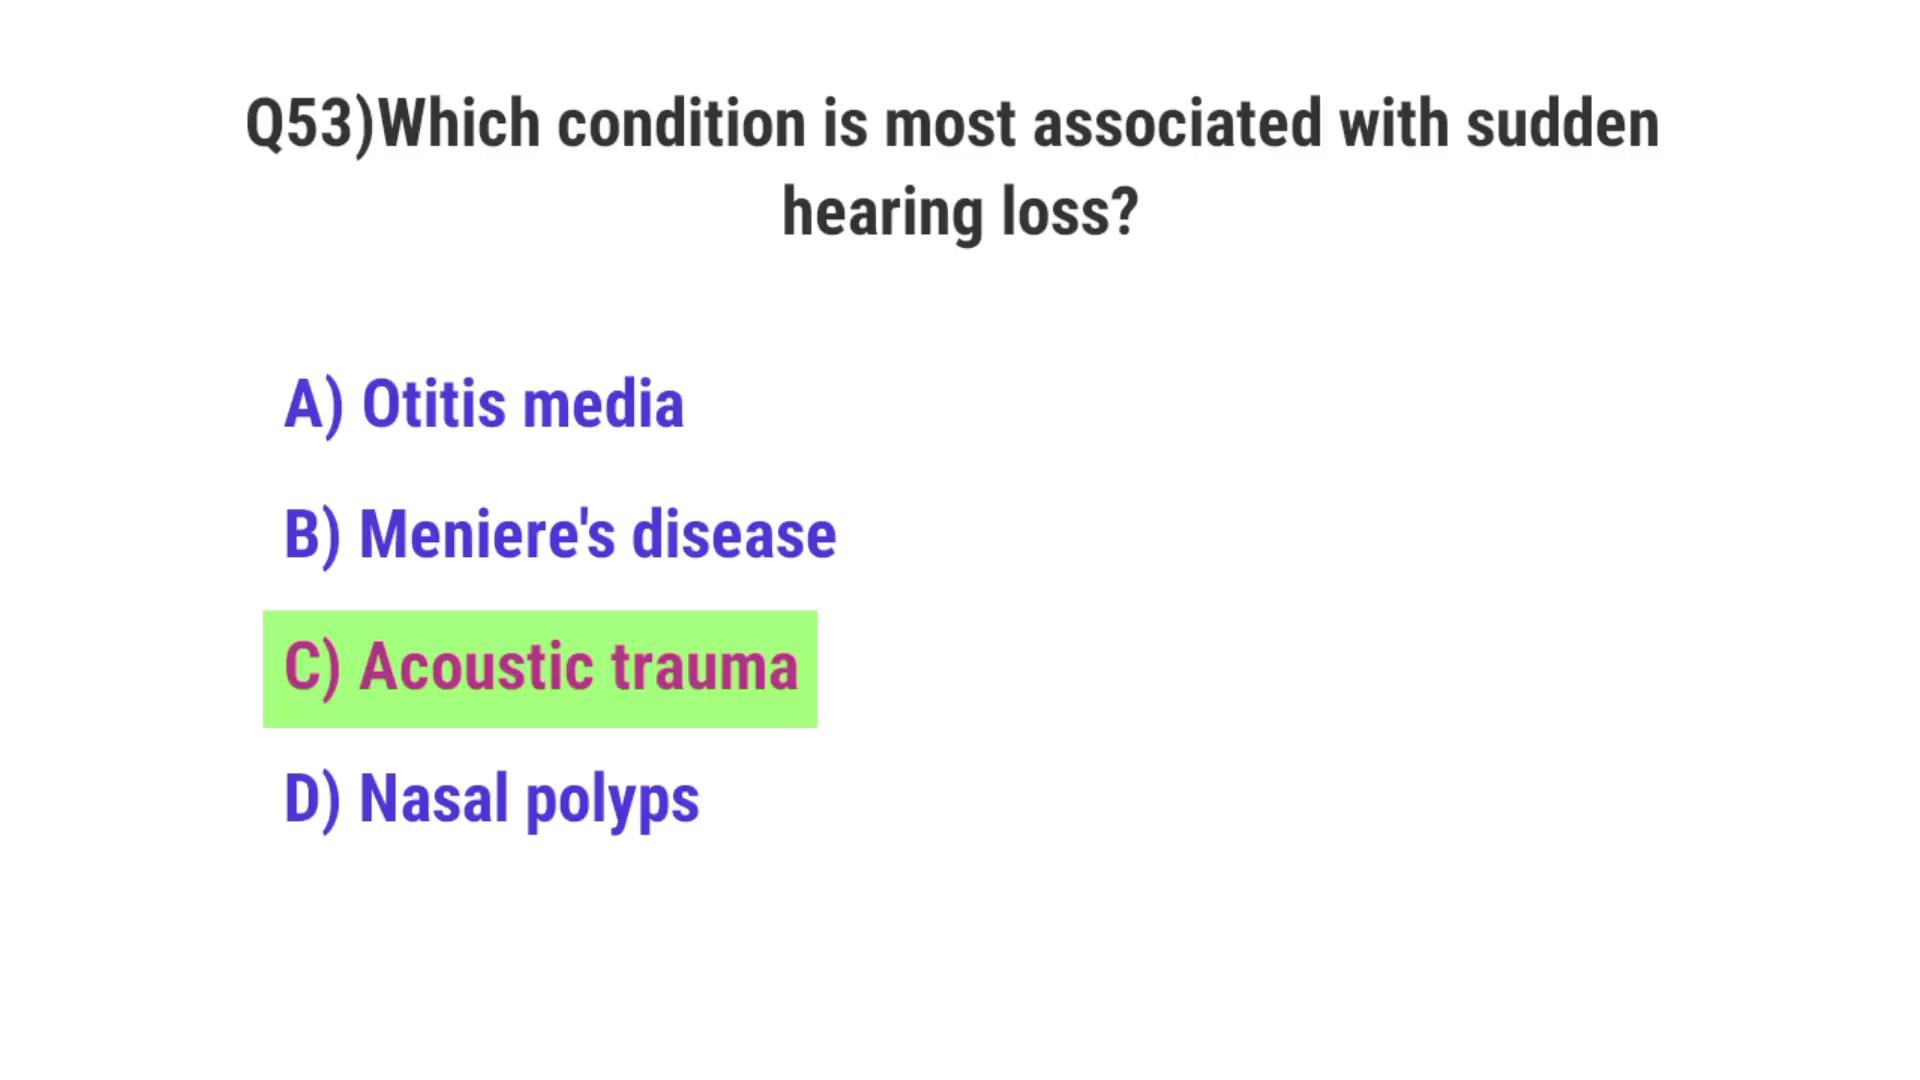 Q53)Which condition is most associated with sudden
hearing loss?
A) Otitis media
B) Meniere's disease
C) Acoustic trauma
D) Nasal polyps